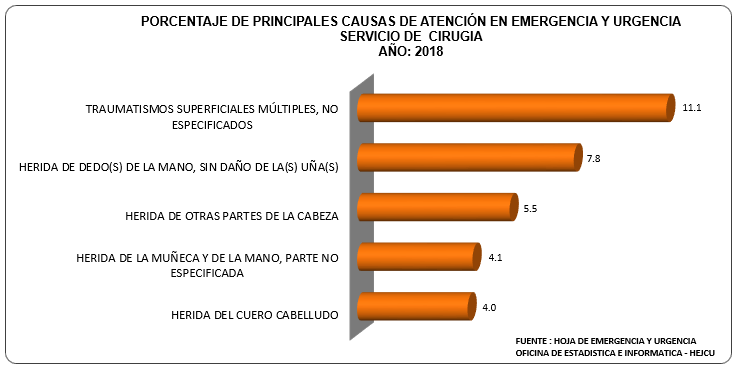 PORCENTAJE DE PRINCIPALES CAUSAS DE ATENCIÓN EN EMERGENCIA Y URGENCIA
SERVICIO DE CIRUGIA
AÑO: 2018
TRAUMATISMOS SUPERFICIALES MÚLTIPLES, NO
ESPECIFICADOS
11.1
HERIDA DE DEDO(S) DE LA MANO, SIN DAÑO DE LA(S) UÑA(S)
7.8
HERIDA DE OTRAS PARTES DE LA CABEZA
5.5
HERIDA DE LA MUÑECA Y DE LA MANO, PARTE NO
ESPECIFICADA
4.1
HERIDA DEL CUERO CABELLUDO
4.0
FUENTE : HOJA DE EMERGENCIA Y URGENCIA
OFICINA DE ESTADISTICA E INFORMATICA - HEJCU